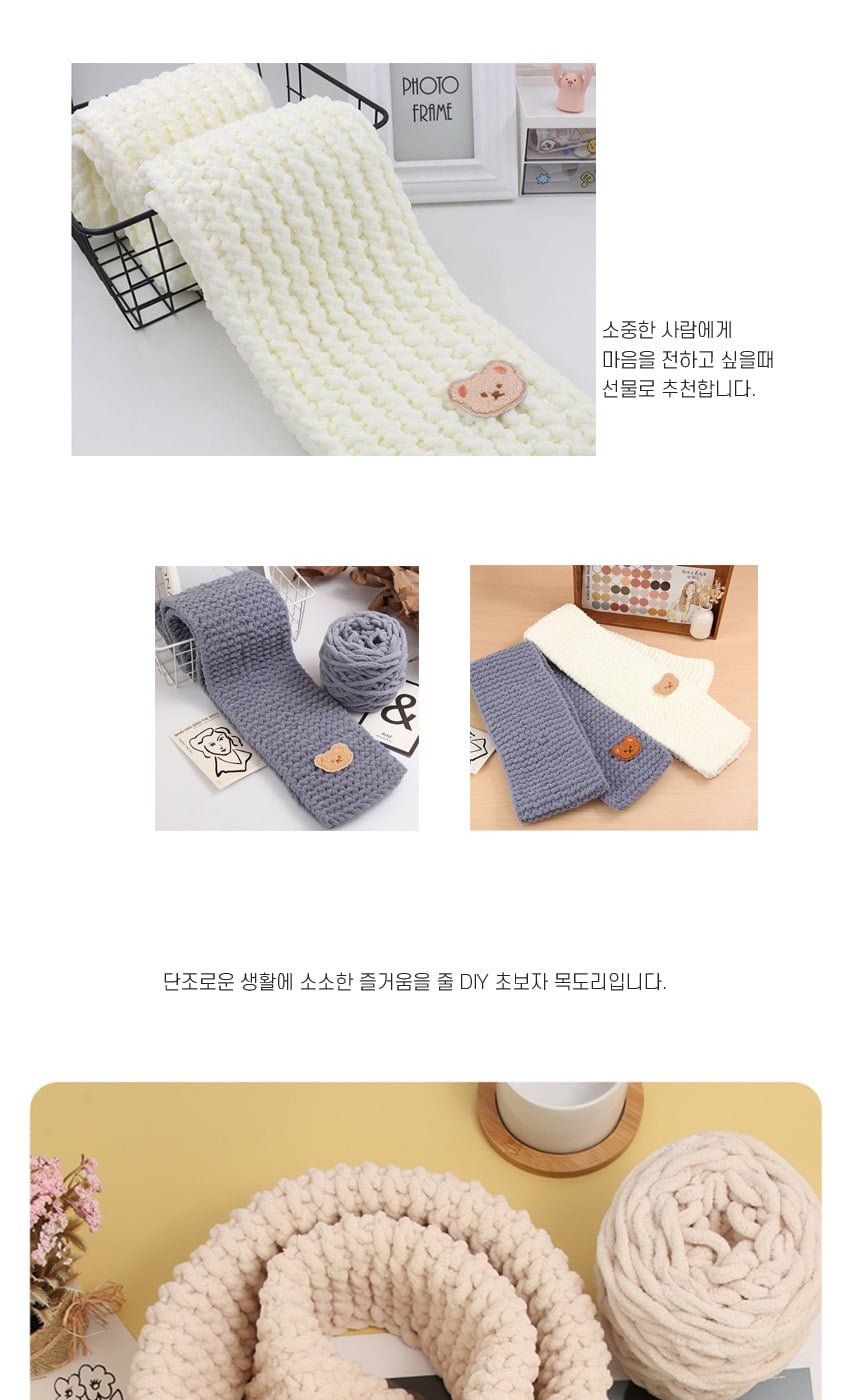 PHOTO
FRAME
소중한 사람에게
마음을 전하고 싶을때
선물로 추천합니다.
&
And
단조로운 생활에 소소한 즐거움을 줄 DIY 초보자 목도리입니다.